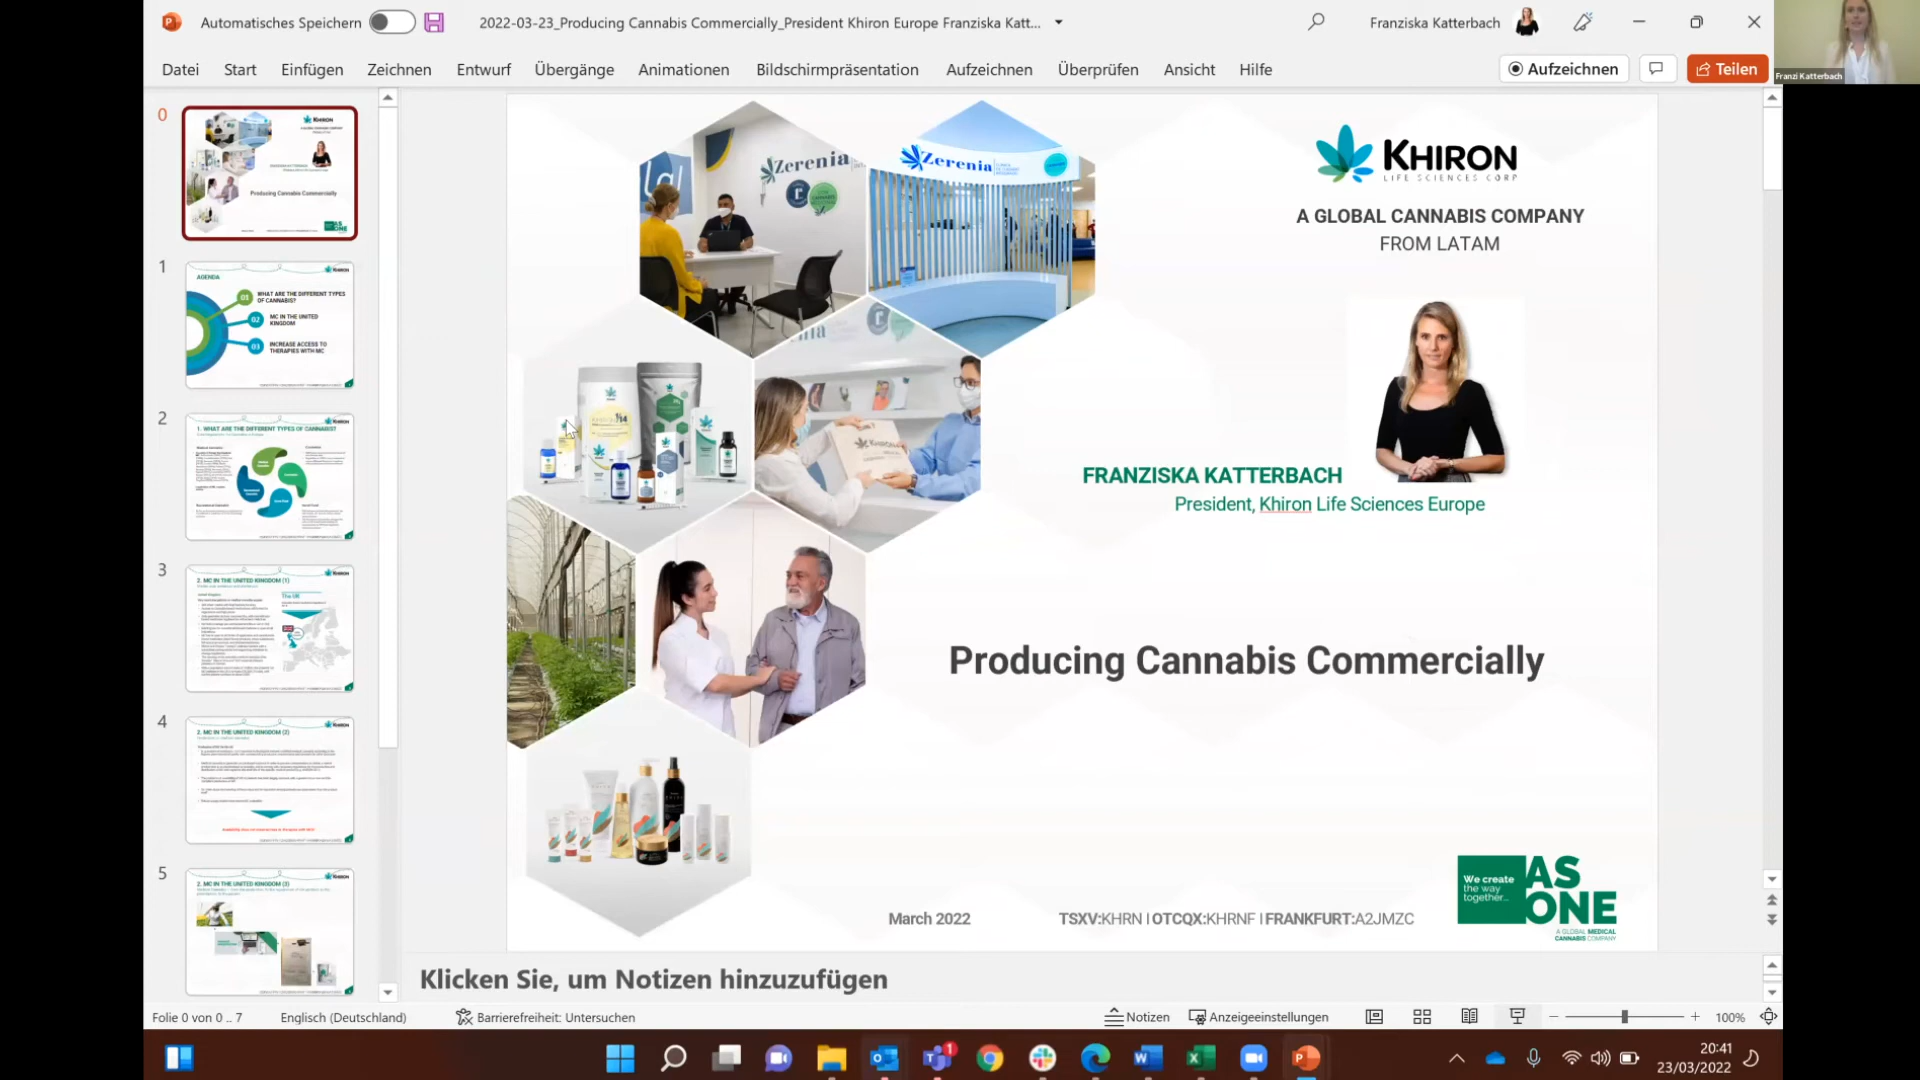 Automatisches Speichern
2022-03-23_Producing Cannabis Commercially_President Khiron Europe Franziska Katt...
Franziska Katterbach
Franzi Katterbach
Datei Start Einfügen Zeichnen Entwurf Übergänge Animationen Bildschirmpräsentation Aufzeichnen Überprüfen Ansicht Hilfe
Aufzeichnen
Teilen
0
1
AGENDA
01 WHAT ARE THE DIFFERENT TYPES OF CANNABIS?
02 MC IN THE UNITED KINGDOM
03 INCREASE ACCESS TO THERAPIES WITH MC
2
1. WHAT ARE THE DIFFERENT TYPES OF CANNABIS?
3
2. MC IN THE UNITED KINGDOM (1)
The UK
4
2. MC IN THE UNITED KINGDOM (2)
5
2. MC IN THE UNITED KINGDOM (3)
Zerenia
Zerenia
KHIRON
KHIRON
LIFE SCIENCES CORP
A GLOBAL CANNABIS COMPANY
FROM LATAM
FRANZISKA KATTERBACH
President, Khiron Life Sciences Europe
Producing Cannabis Commercially
March 2022
TSXV:KHRN I OTCQX:KHRNF I FRANKFURT:A2JMZC
We create
the way
together...
AS
ONE
A GLOBAL MEDICAL
CANNABIS COMPANY
Klicken Sie, um Notizen hinzuzufügen
Folie 0 von 0 .. 7
Englisch (Deutschland)
Barrierefreiheit: Untersuchen
Notizen
Anzeigeeinstellungen
100%
1
20:41
23/03/2022